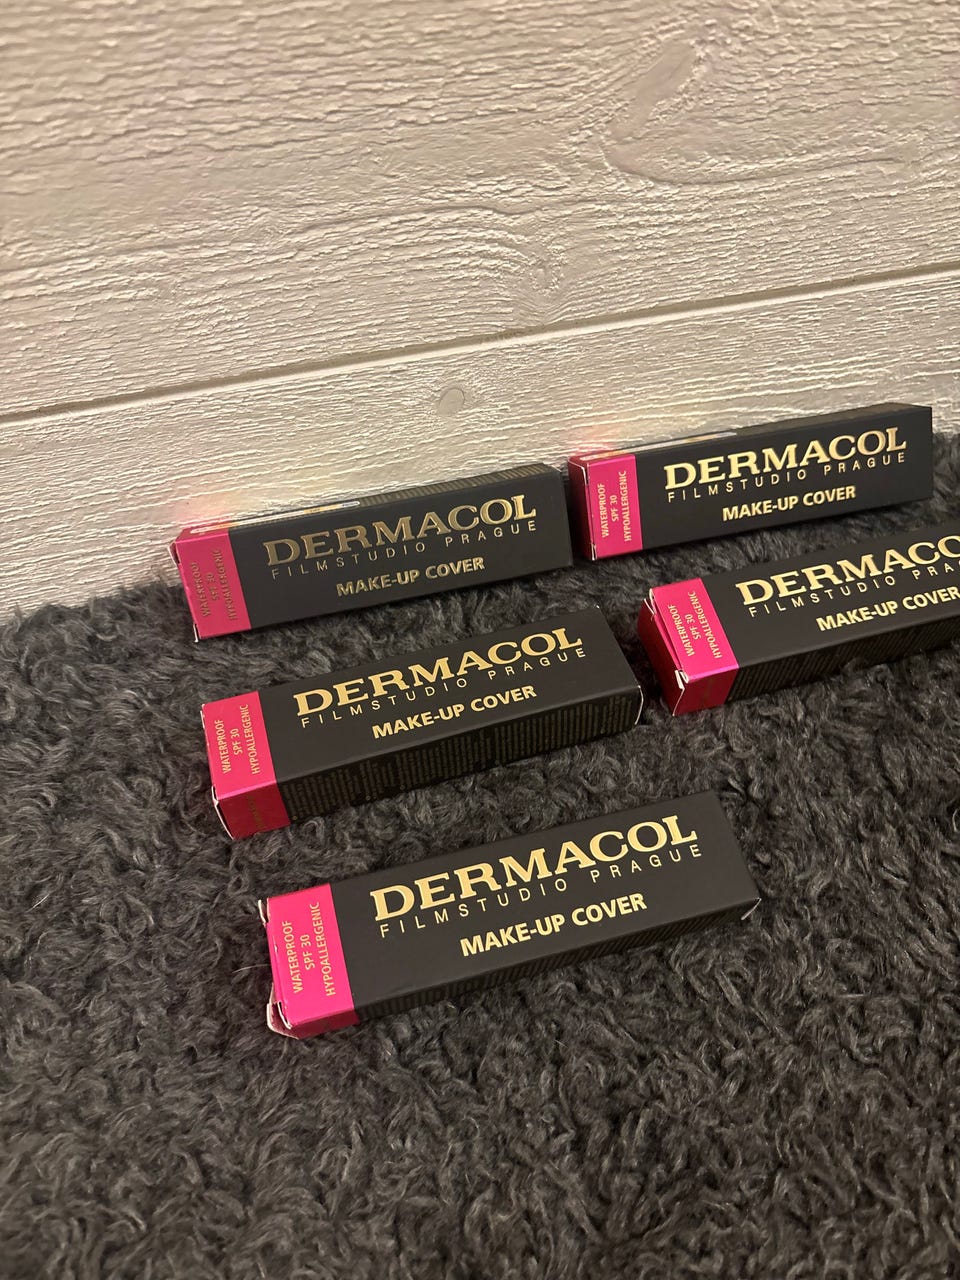 DERMACOL
FILMSTUDIO PRAGUE
MAKE-UP COVER
WATERPROOF
SPF 30
HYPOALLERGENIC
DERMACOL
FILMSTUDIO PRAGUE
MAKE-UP COVER
WATERPROOF
SPF 30
HYPOALLERGENIC
DERMACO
FILMSTUDIO PRA
MAKE-UP COVER
WATERPROOF
SPF 30
HYPOALLERGENIC
DERMACOL
FILMSTUDIO PRAGUE
MAKE-UP COVER
WATERPROOF
SPF 30
HYPOALLERGENIC
DERMACOL
FILMSTUDIO PRAGUE
MAKE-UP COVER
WATERPROOF
SPF 30
HYPOALLERGENIC